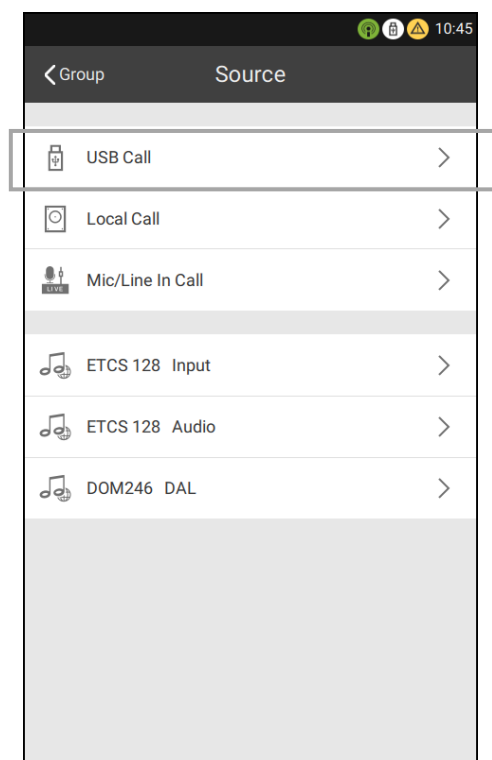 10:45
Group Source
USB Call
Local Call
Mic/Line In Call
LIVE
ETCS 128 Input
ETCS 128 Audio
DOM246 DAL